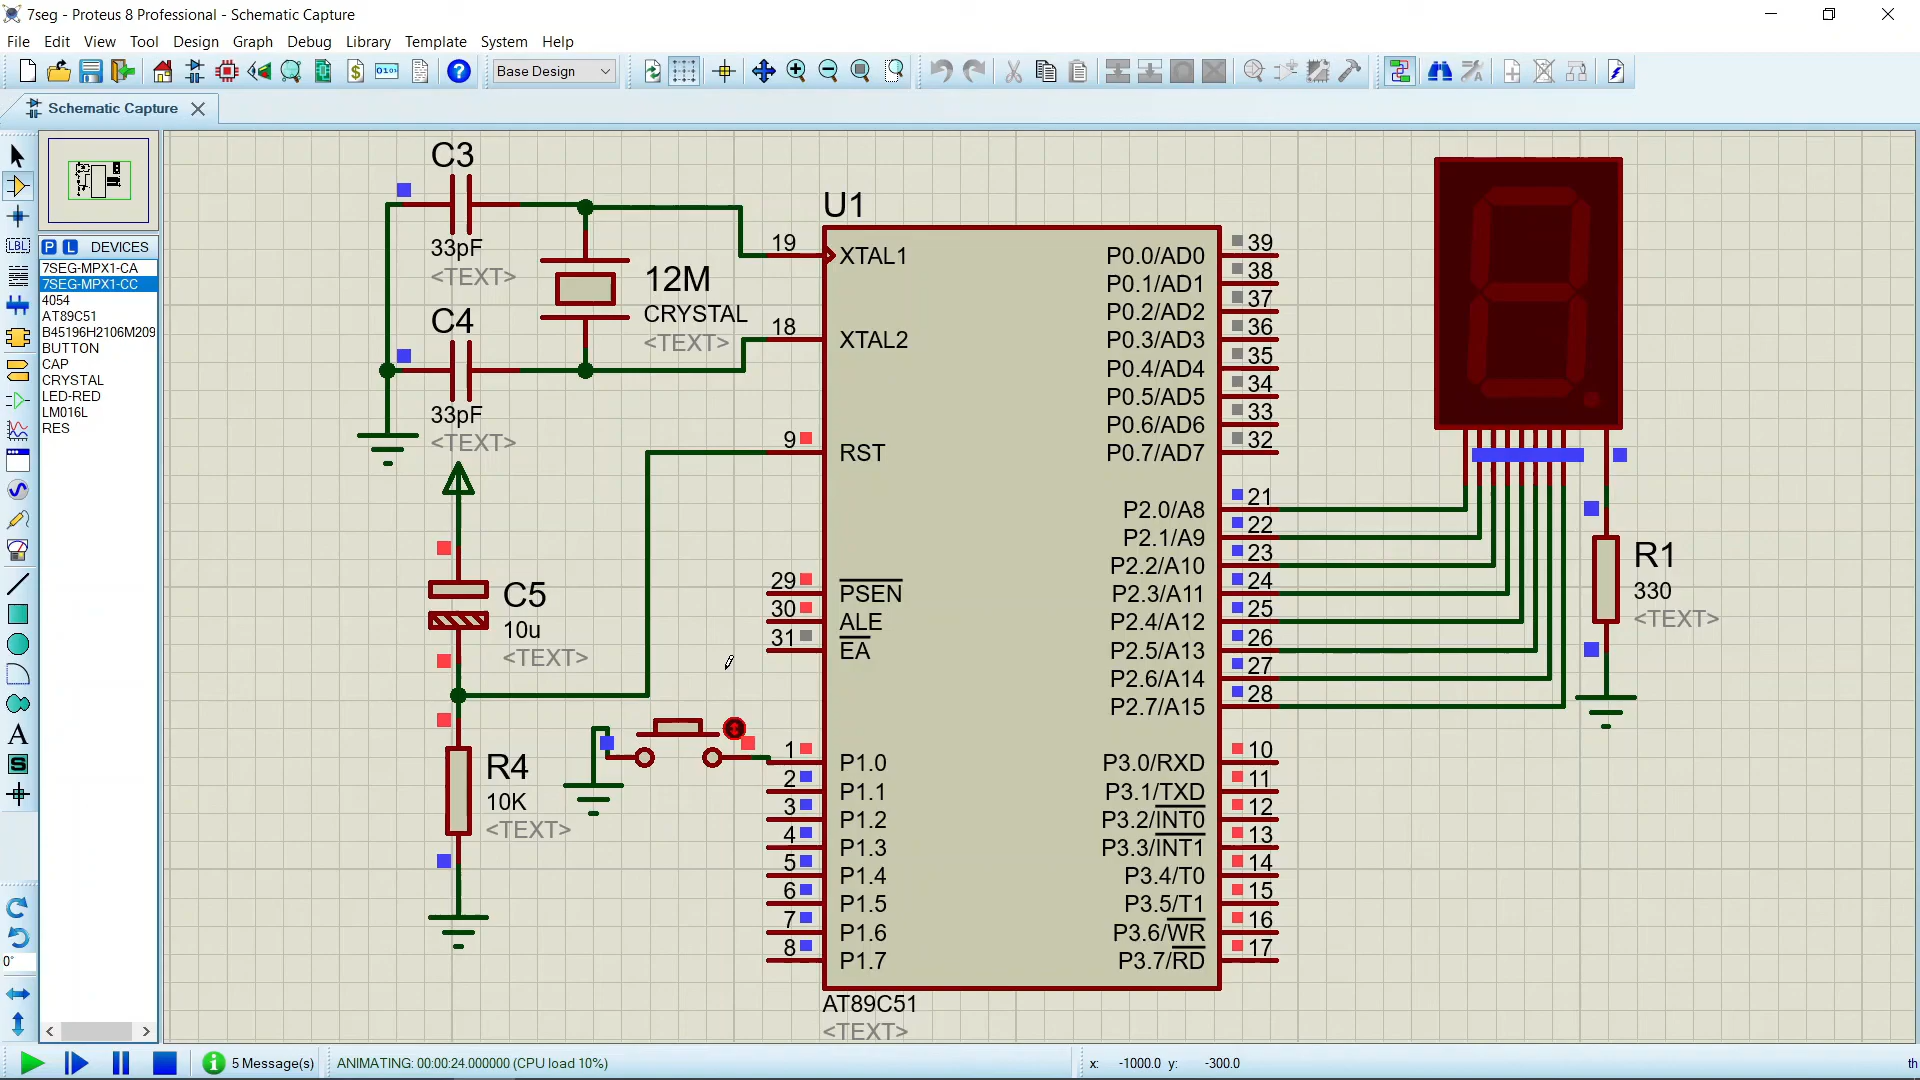 7seg - Proteus 8 Professional - Schematic Capture
File Edit View Tool Design Graph Debug Library Template System Help
Base Design
Schematic Capture
P L DEVICES
7SEG-MPX1-CA
7SEG-MPX1-CC
4054
AT89C51
B45196H2106M209
BUTTON
CAP
CRYSTAL
LED-RED
LM016L
RES
LBL
A
S
0°
C3
33pF
<TEXT>
C4
33pF
<TEXT>
12M
CRYSTAL
<TEXT>
C5
10u
<TEXT>
R4
10K
<TEXT>
U1
19 XTAL1
18 XTAL2
9 RST
29 PSEN
30 ALE
31 EA
1 P1.0
2 P1.1
3 P1.2
4 P1.3
5 P1.4
6 P1.5
7 P1.6
8 P1.7
P0.0/AD0 39
P0.1/AD1 38
P0.2/AD2 37
P0.3/AD3 36
P0.4/AD4 35
P0.5/AD5 34
P0.6/AD6 33
P0.7/AD7 32
P2.0/A8 21
P2.1/A9 22
P2.2/A10 23
P2.3/A11 24
P2.4/A12 25
P2.5/A13 26
P2.6/A14 27
P2.7/A15 28
P3.0/RXD 10
P3.1/TXD 11
P3.2/INT0 12
P3.3/INT1 13
P3.4/T0 14
P3.5/T1 15
P3.6/WR 16
P3.7/RD 17
AT89C51
<TEXT>
R1
330
<TEXT>
5 Message(s) ANIMATING: 00:00:24.000000 (CPU load 10%) x: -1000.0 y: -300.0 th